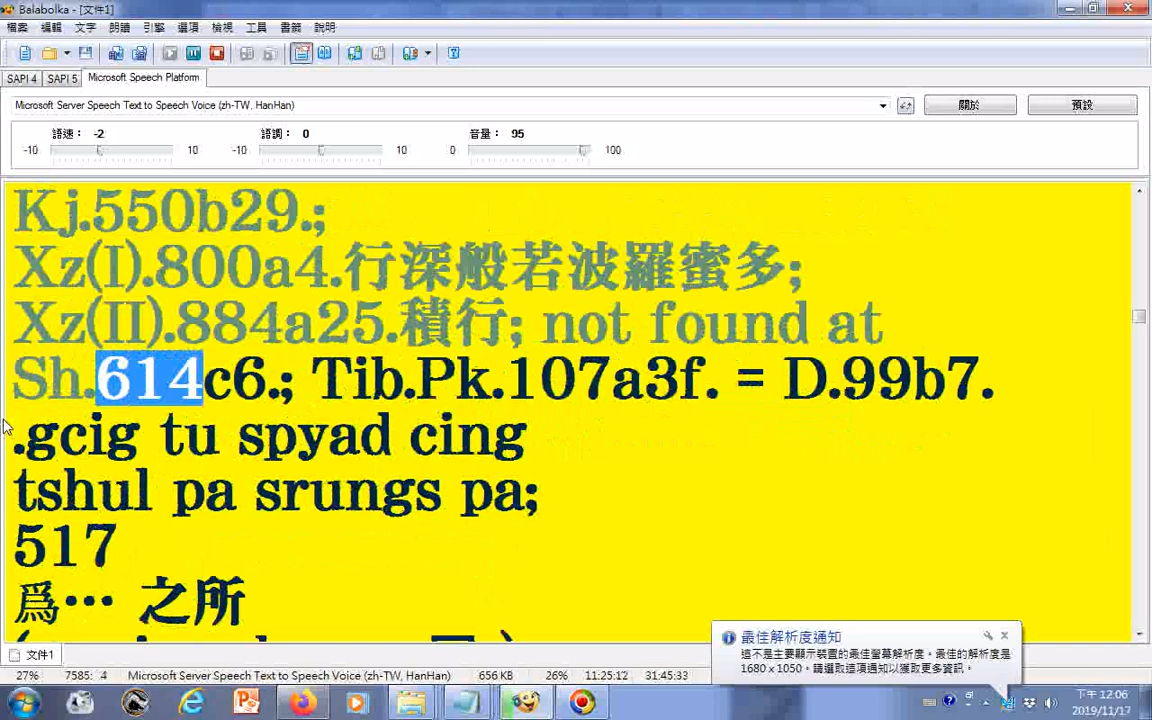 Balabolka - [文件1]
檔案 編輯 文字 朗讀 引擎 選項 檢視 工具 書籤 說明
SAPI 4 SAPI 5 Microsoft Speech Platform
Microsoft Server Speech Text to Speech Voice (zh-TW, HanHan) 關於 預設
語速： -2 語調： 0 音量： 95
-10 10 -10 10 0 100
Kj.550b29.;
Xz(I).800a4.行深般若波羅蜜多;
Xz(II).884a25.積行; not found at
Sh.614c6.; Tib.Pk.107a3f. = D.99b7.
.gcig tu spyad cing
tshul pa srungs pa;
517
爲… 之所
最佳解析度通知
這不是主要顯示裝置的最佳螢幕解析度。最佳的解析度是
1680 x 1050。請選取這項通知以獲取更多資訊。
文件1
27% 7585: 4 Microsoft Server Speech Text to Speech Voice (zh-TW, HanHan) 656 KB 26% 11:25:12 31:45:33
下午 12:06
2019/11/17